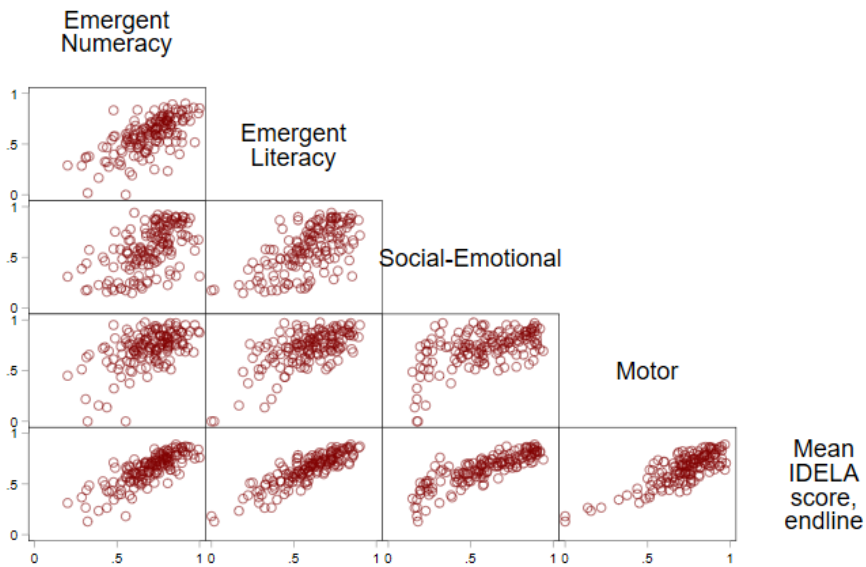 Emergent
Numeracy
1
.5
0
Emergent
Literacy
1
.5
0
Social-Emotional
1
.5
0
Motor
1
.5
0
Mean
IDELA
score,
endline
0 .5 1 0 .5 1 0 .5 1 0 .5 1